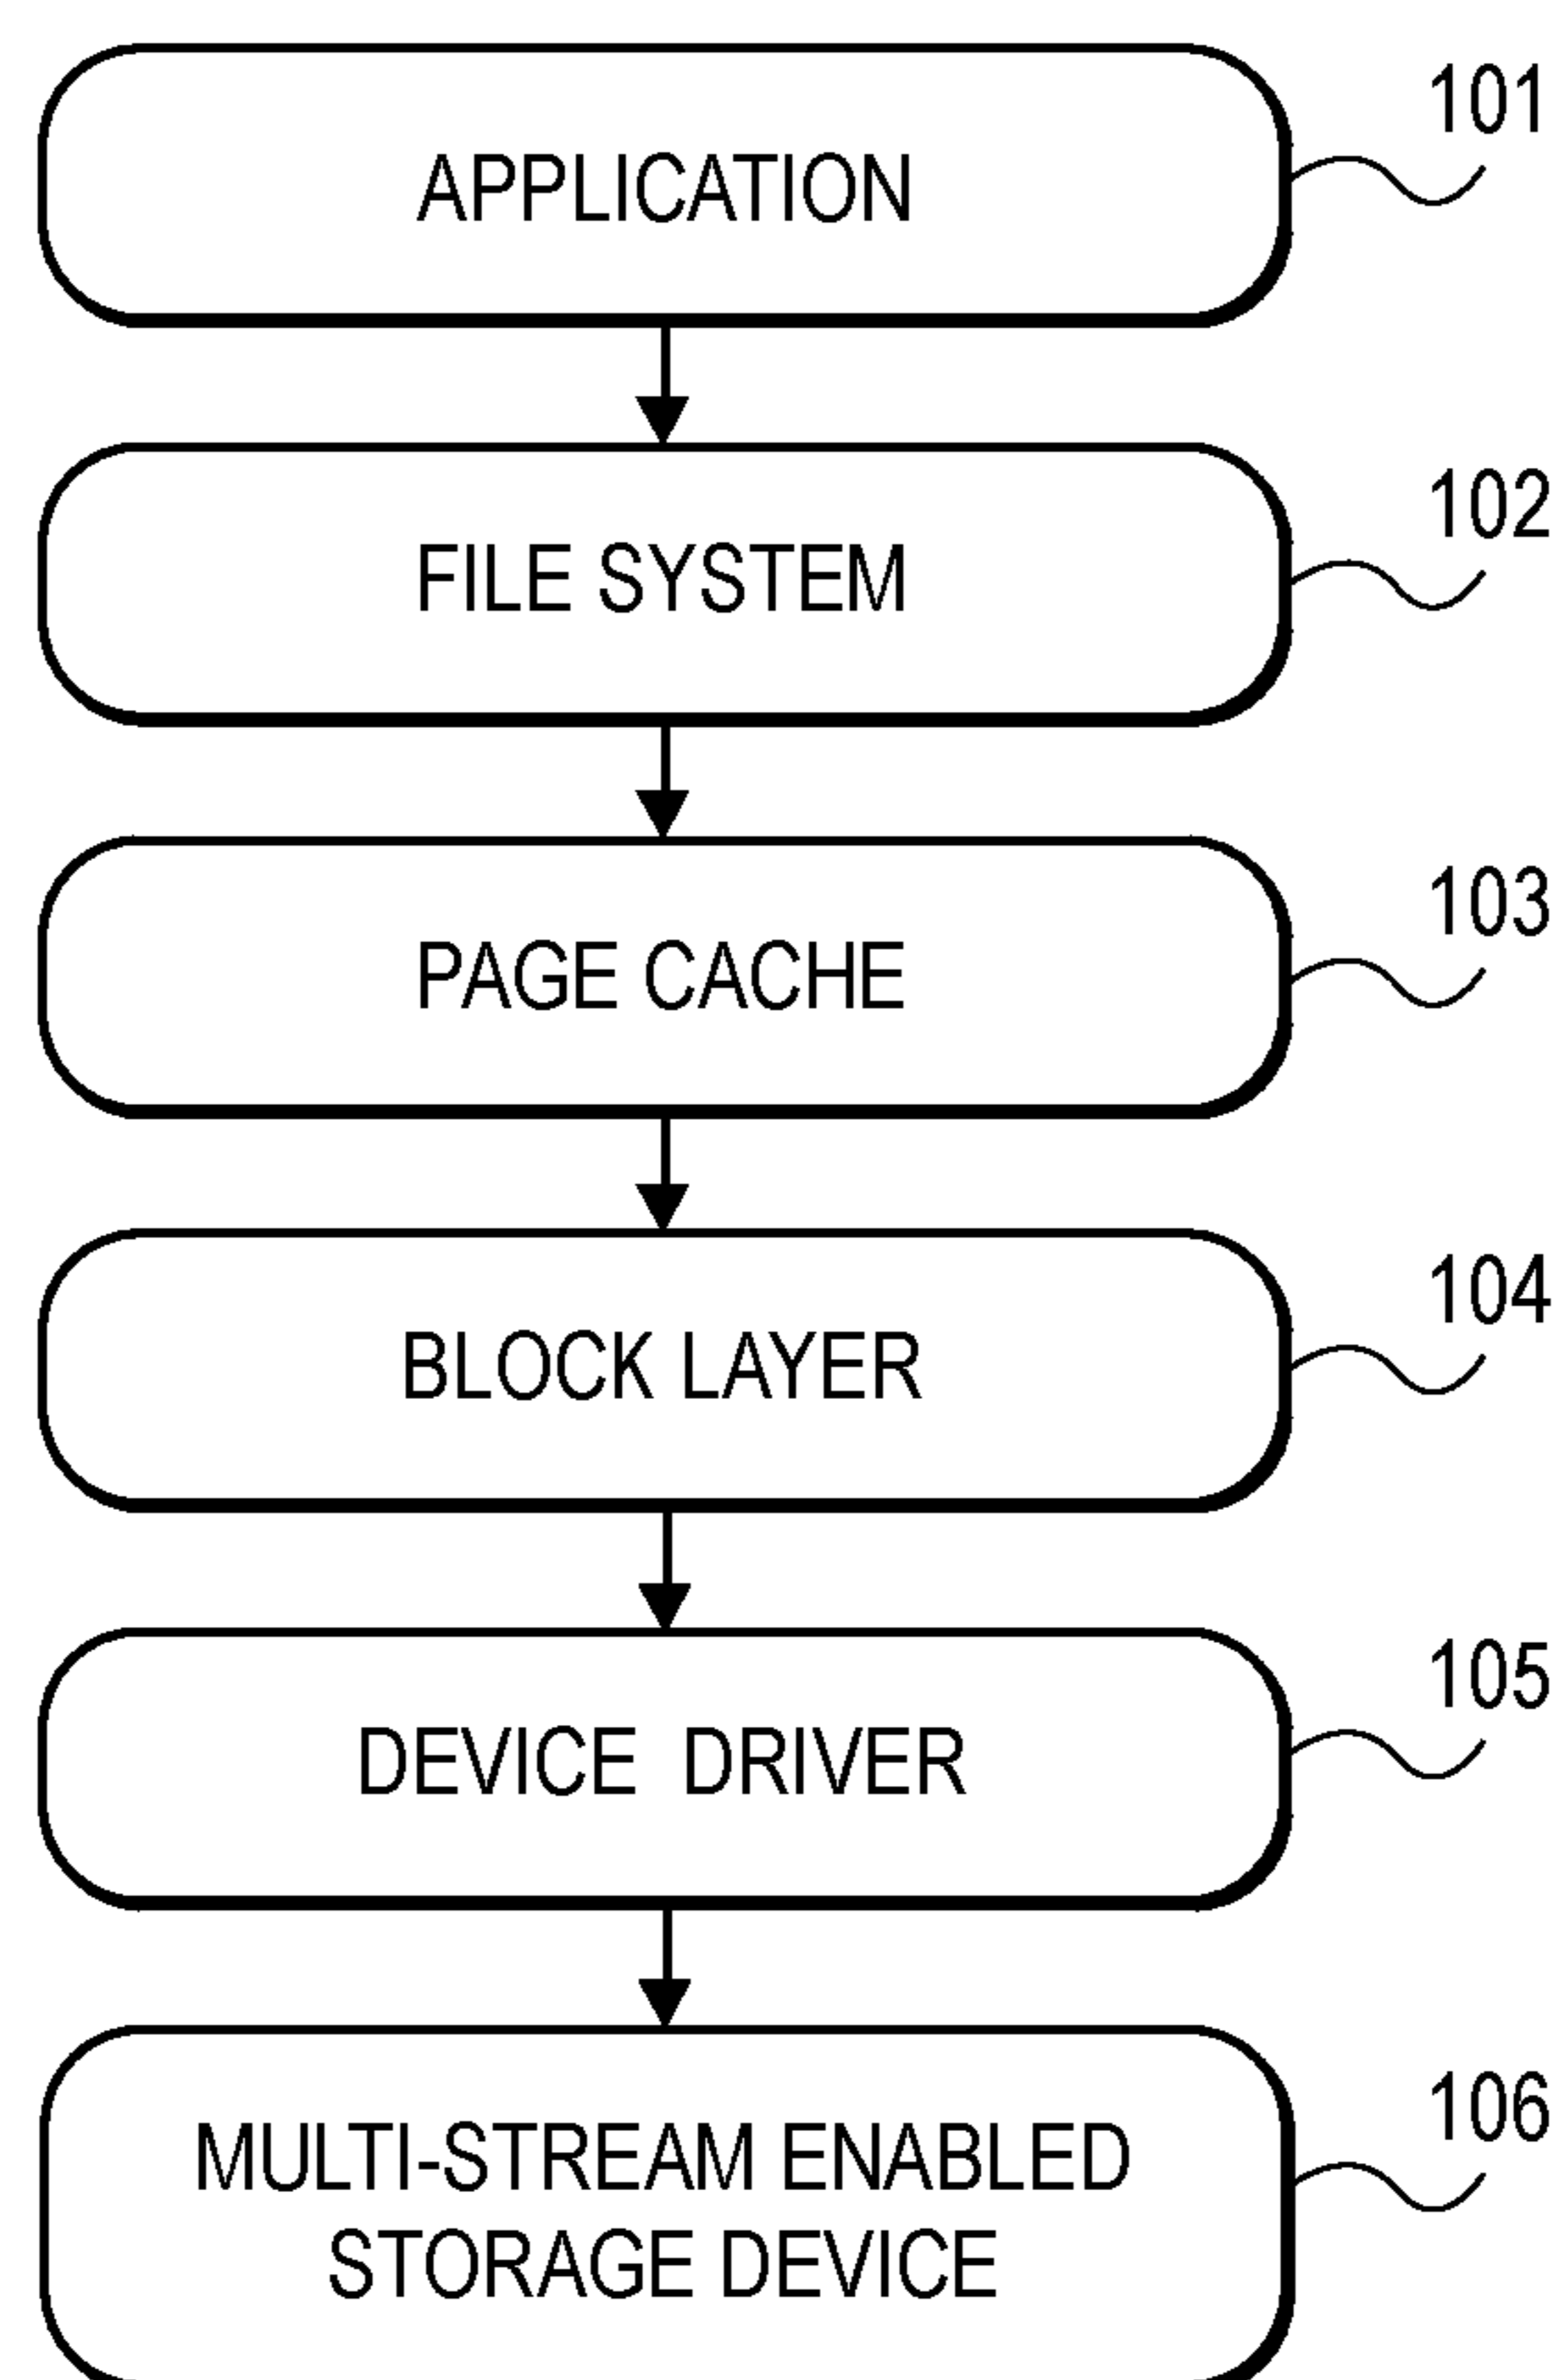 APPLICATION
101
FILE SYSTEM
102
PAGE CACHE
103
BLOCK LAYER
104
DEVICE DRIVER
105
MULTI-STREAM ENABLED
STORAGE DEVICE
106